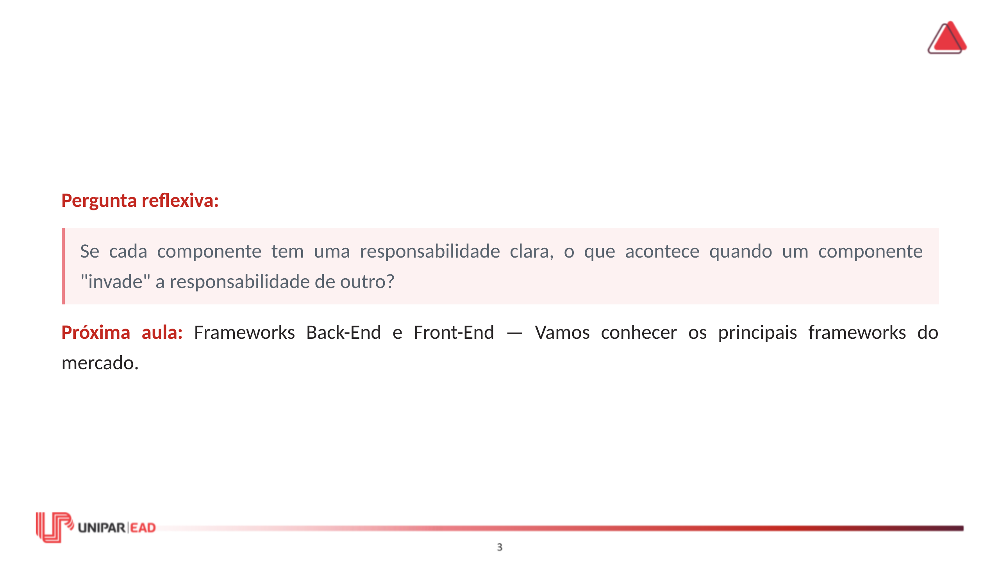 Pergunta reflexiva:
Se cada componente tem uma responsabilidade clara, o que acontece quando um componente
"invade" a responsabilidade de outro?
Próxima aula: Frameworks Back-End e Front-End — Vamos conhecer os principais frameworks do
mercado.
UNIPAR|EAD
3